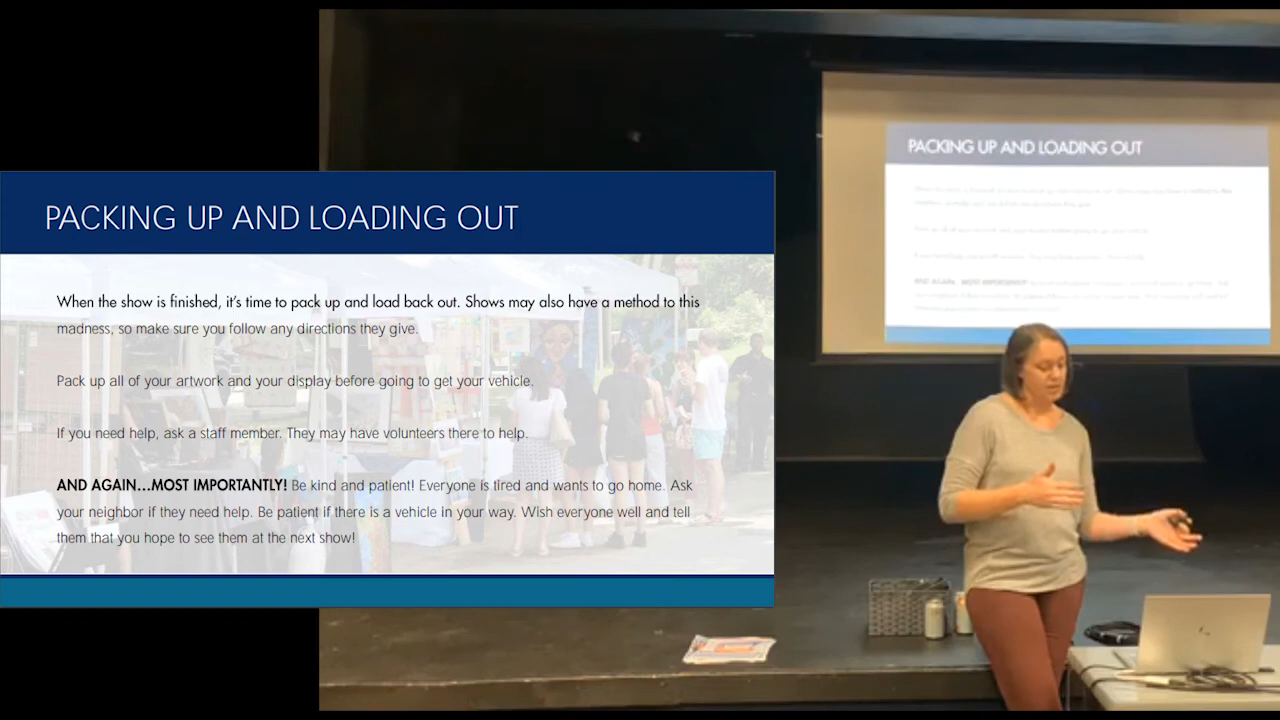 PACKING UP AND LOADING OUT
When the show is finished, it's time to pack up and load back out. Shows may also have a method to this
madness, so make sure you follow any directions they give.
Pack up all of your artwork and your display before going to get your vehicle.
If you need help, ask a staff member. They may have volunteers there to help.
AND AGAIN...MOST IMPORTANTLY! Be kind and patient! Everyone is tired and wants to go home. Ask
your neighbor if they need help. Be patient if there is a vehicle in your way. Wish everyone well and tell
them that you hope to see them at the next show!
PACKING UP AND LOADING OUT
AND AGAIN...MOST IMPORTANTLY!